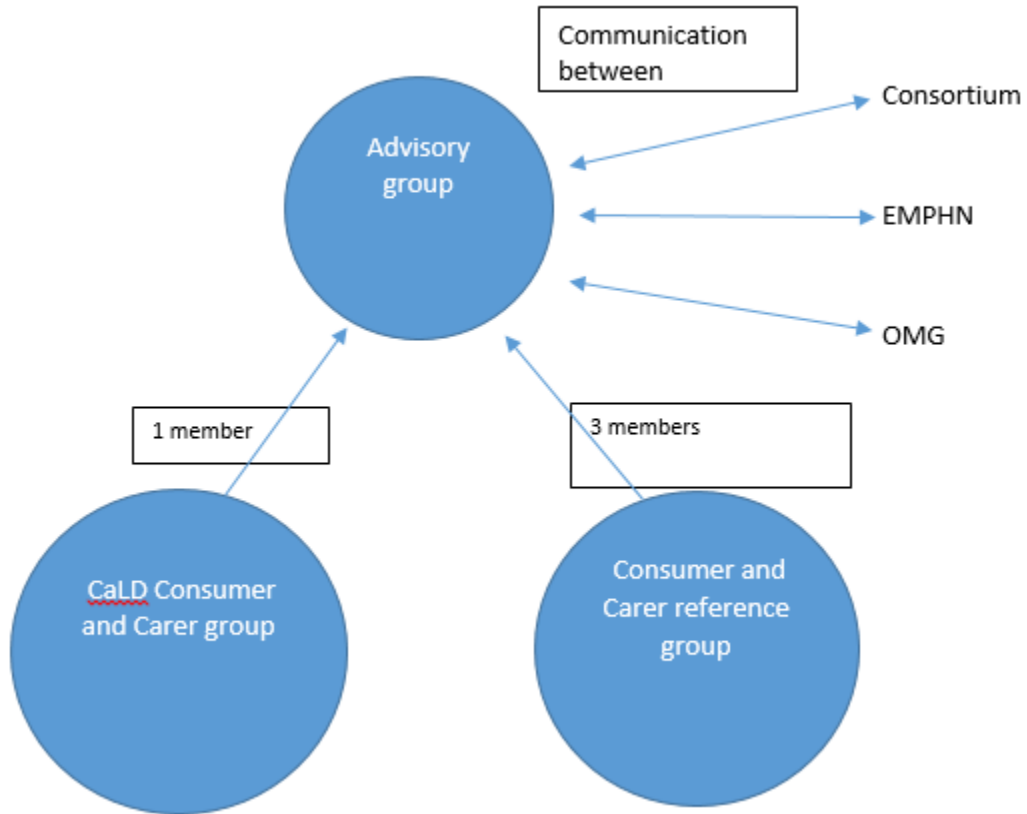 Communication
between
Consortium
Advisory
group
EMPHN
OMG
1 member
3 members
CaLD Consumer
and Carer group
Consumer and
Carer reference
group